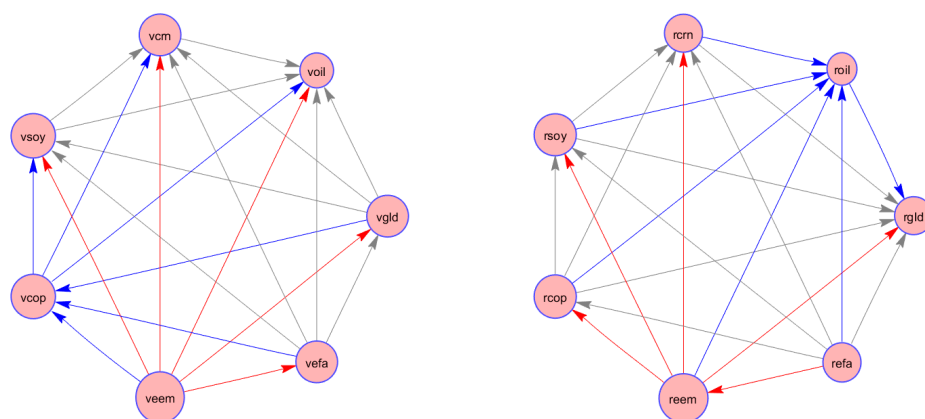 vcrn
voil
vsoy
vgld
vcop
vefa
veem
rcrn
roil
rsoy
rgld
rcop
refa
reem